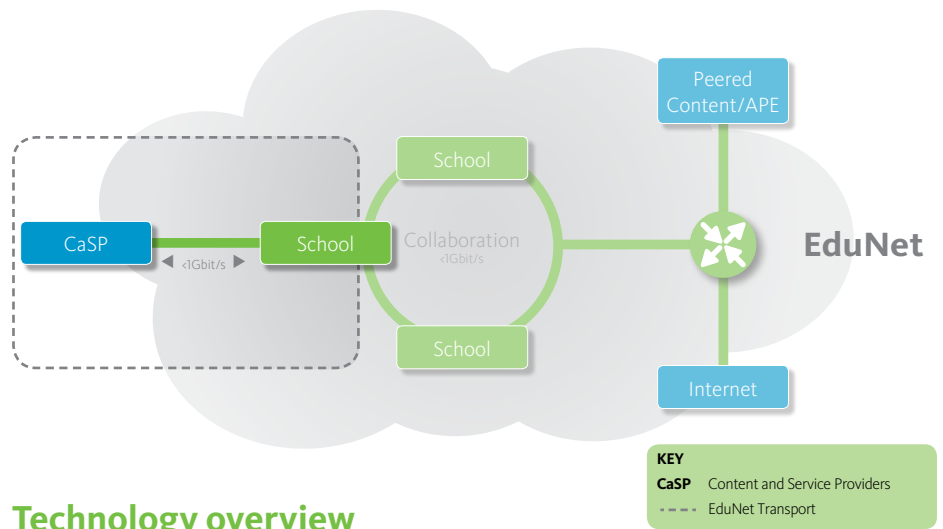 Peered
Content/APE
School
CaSP
School
Collaboration
<1Gbit/s
<1Gbit/s
EduNet
School
Internet
KEY
CaSP Content and Service Providers
EduNet Transport
Technology overview